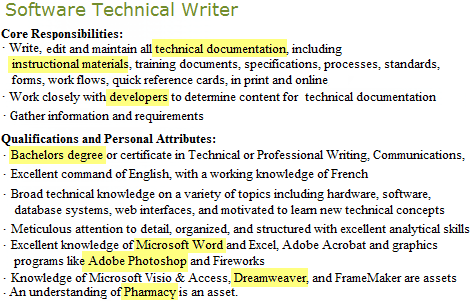 Software Technical Writer
Core Responsibilities:
· Write, edit and maintain all technical documentation, including
instructional materials, training documents, specifications, processes, standards,
forms, work flows, quick reference cards, in print and online
· Work closely with developers to determine content for technical documentation
· Gather information and requirements
Qualifications and Personal Attributes:
· Bachelors degree or certificate in Technical or Professional Writing, Communications,
· Excellent command of English, with a working knowledge of French
· Broad technical knowledge on a variety of topics including hardware, software,
database systems, web interfaces, and motivated to learn new technical concepts
· Meticulous attention to detail, organized, and structured with excellent analytical skills
· Excellent knowledge of Microsoft Word and Excel, Adobe Acrobat and graphics
programs like Adobe Photoshop and Fireworks
· Knowledge of Microsoft Visio & Access, Dreamweaver, and FrameMaker are assets
· An understanding of Pharmacy is an asset.